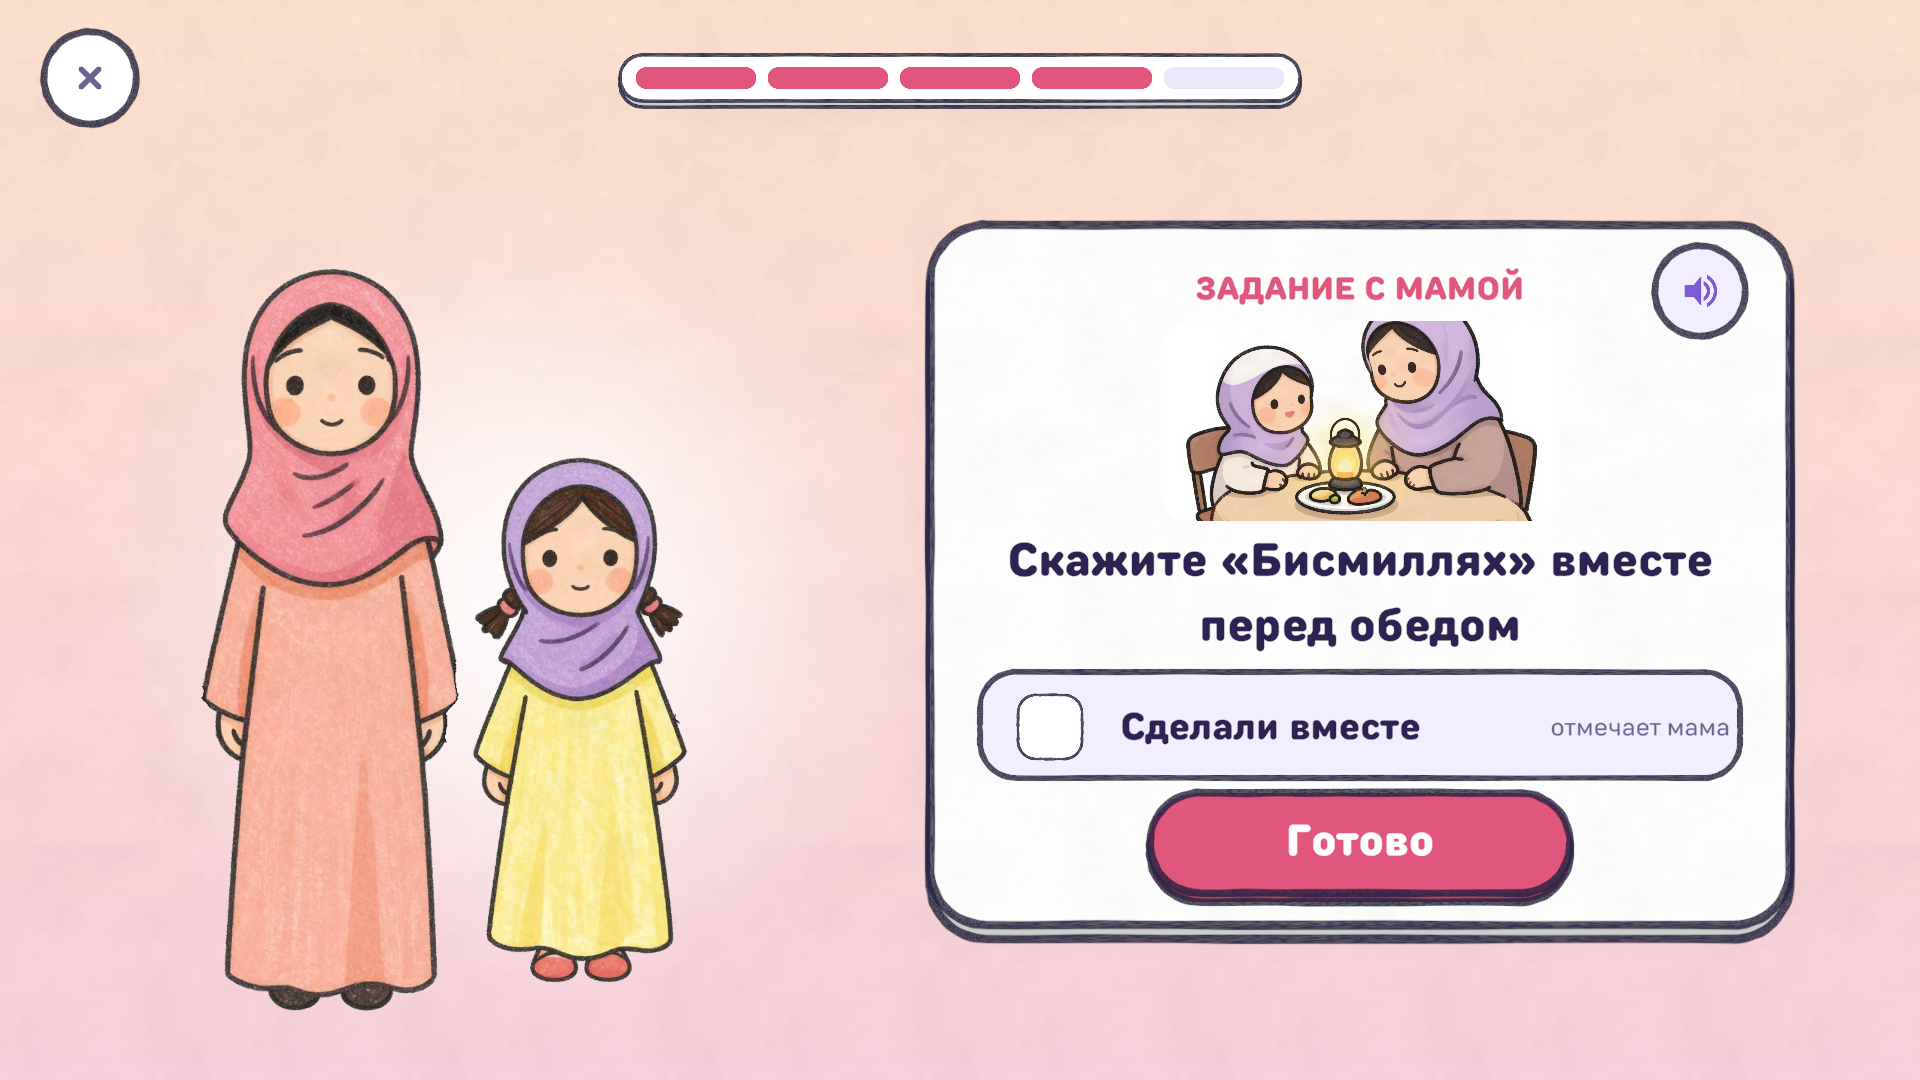 ЗАДАНИЕ С МАМОЙ
Скажите «Бисмиллях» вместе
перед обедом
Сделали вместе
отмечает мама
Готово